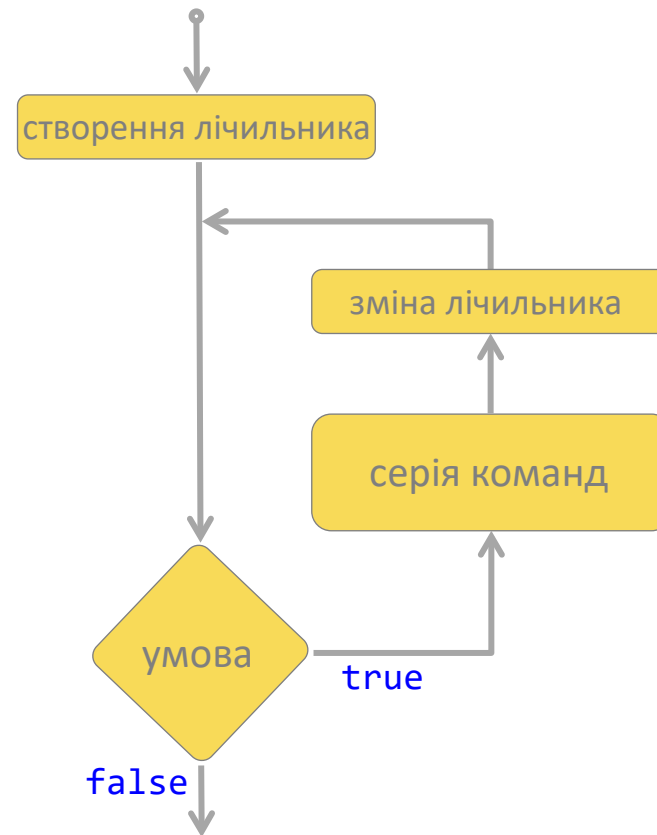 створення лічильника
зміна лічильника
серія команд
умова
true
false